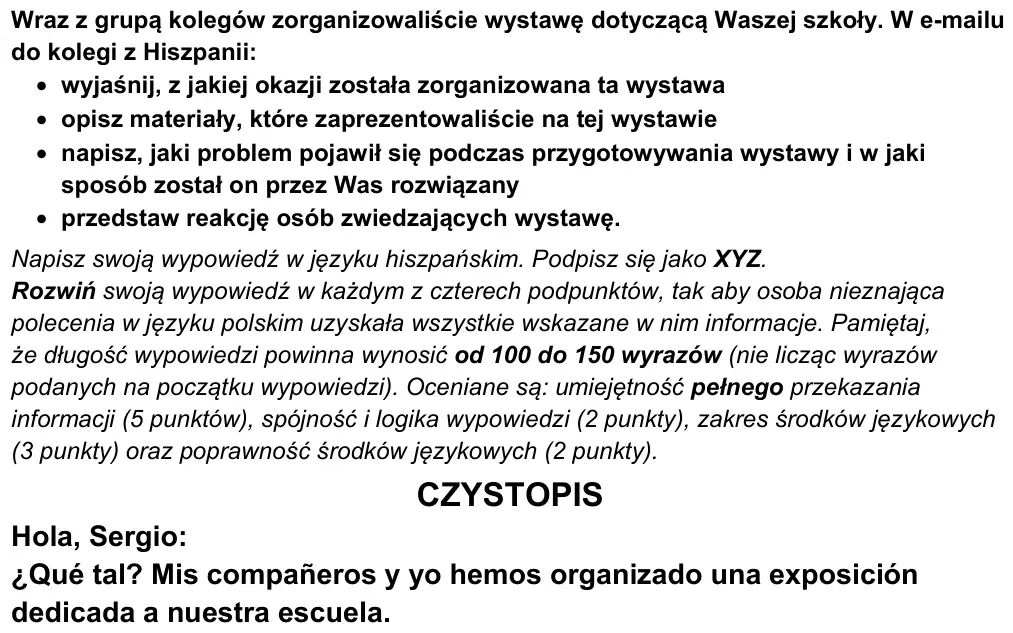 Wraz z grupą kolegów zorganizowaliście wystawę dotyczącą Waszej szkoły. W e-mailu
do kolegi z Hiszpanii:
• wyjaśnij, z jakiej okazji została zorganizowana ta wystawa
• opisz materiały, które zaprezentowaliście na tej wystawie
• napisz, jaki problem pojawił się podczas przygotowywania wystawy i w jaki
sposób został on przez Was rozwiązany
• przedstaw reakcję osób zwiedzających wystawę.
Napisz swoją wypowiedź w języku hiszpańskim. Podpisz się jako XYZ.
Rozwiń swoją wypowiedź w każdym z czterech podpunktów, tak aby osoba nieznająca
polecenia w języku polskim uzyskała wszystkie wskazane w nim informacje. Pamiętaj,
że długość wypowiedzi powinna wynosić od 100 do 150 wyrazów (nie licząc wyrazów
podanych na początku wypowiedzi). Oceniane są: umiejętność pełnego przekazania
informacji (5 punktów), spójność i logika wypowiedzi (2 punkty), zakres środków językowych
(3 punkty) oraz poprawność środków językowych (2 punkty).
CZYSTOPIS
Hola, Sergio:
¿Qué tal? Mis compañeros y yo hemos organizado una exposición
dedicada a nuestra escuela.